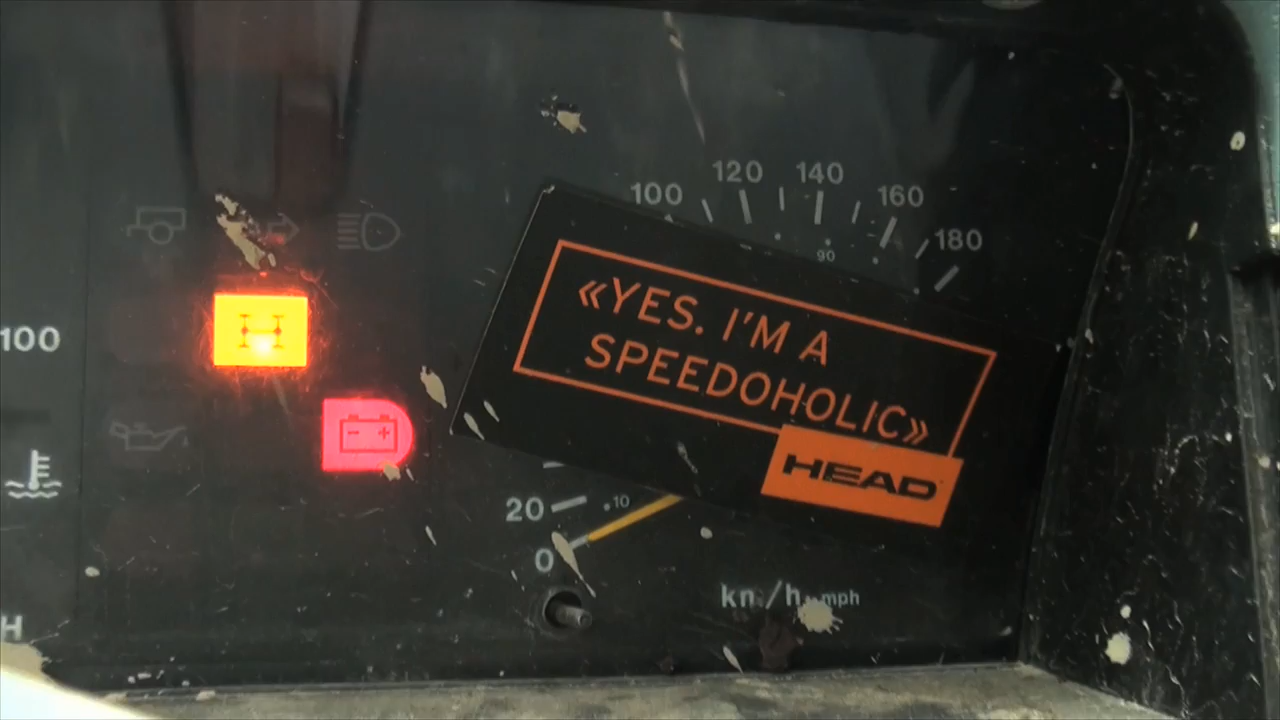 100
H
100 120 140 160 180
90
«YES. I'M A
SPEEDOHOLIC»
HEAD
20 10
0
km/h mph